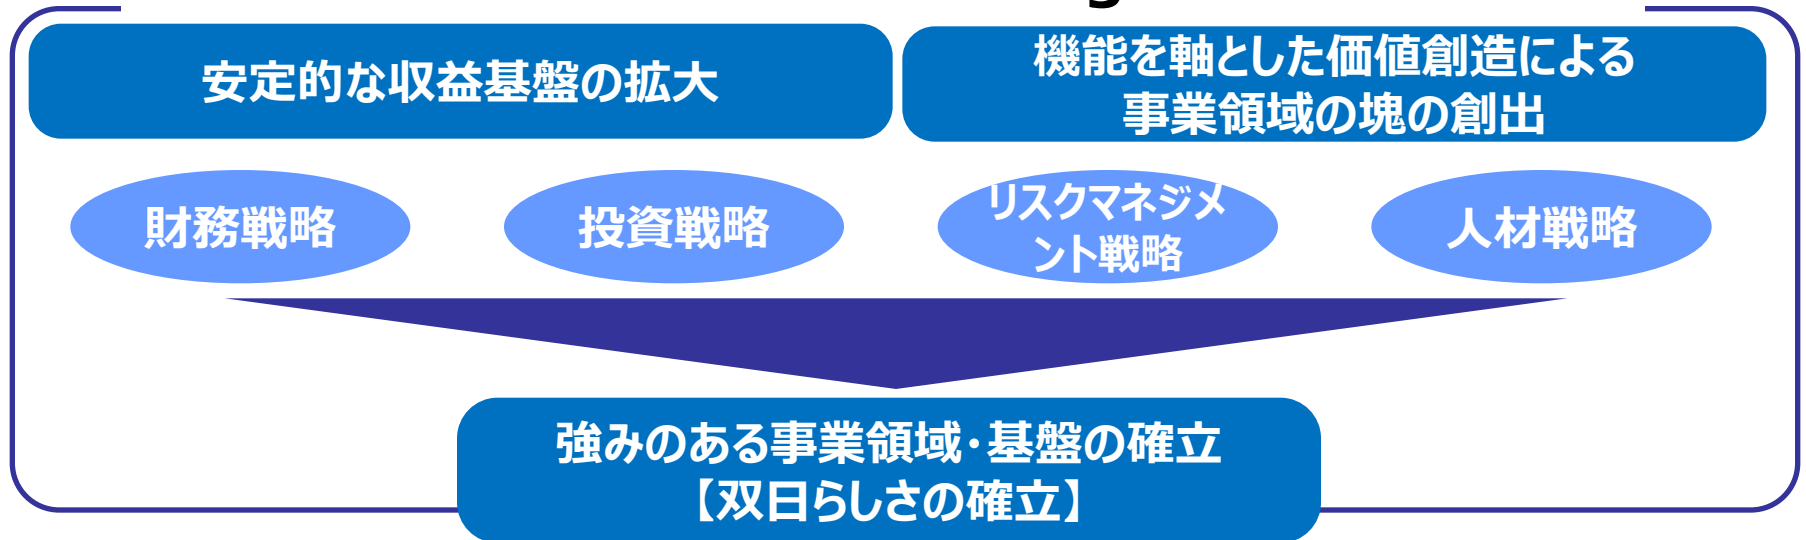 安定的な収益基盤の拡大
機能を軸とした価値創造による
事業領域の塊の創出
財務戦略
投資戦略
リスクマネジメ
ント戦略
人材戦略
強みのある事業領域・基盤の確立
【双日らしさの確立】